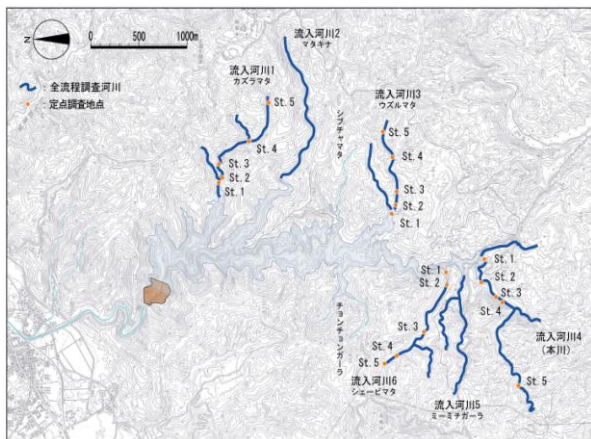 N
0 500 1000m
：全流程調査河川
：定点調査地点
流入河川1
カズラマタ
St. 5
St. 4
St. 3
St. 2
St. 1
流入河川2
マタキナ
シブチャマタ
流入河川3
ウズルマタ
St. 5
St. 4
St. 3
St. 2
St. 1
チョンチョンガーラ
St. 1
St. 2
St. 3
St. 4
St. 5
流入河川6
シェービマタ
流入河川5
ミーミチガーラ
St. 1
St. 2
St. 3
St. 4
流入河川4
（本川）
St. 5